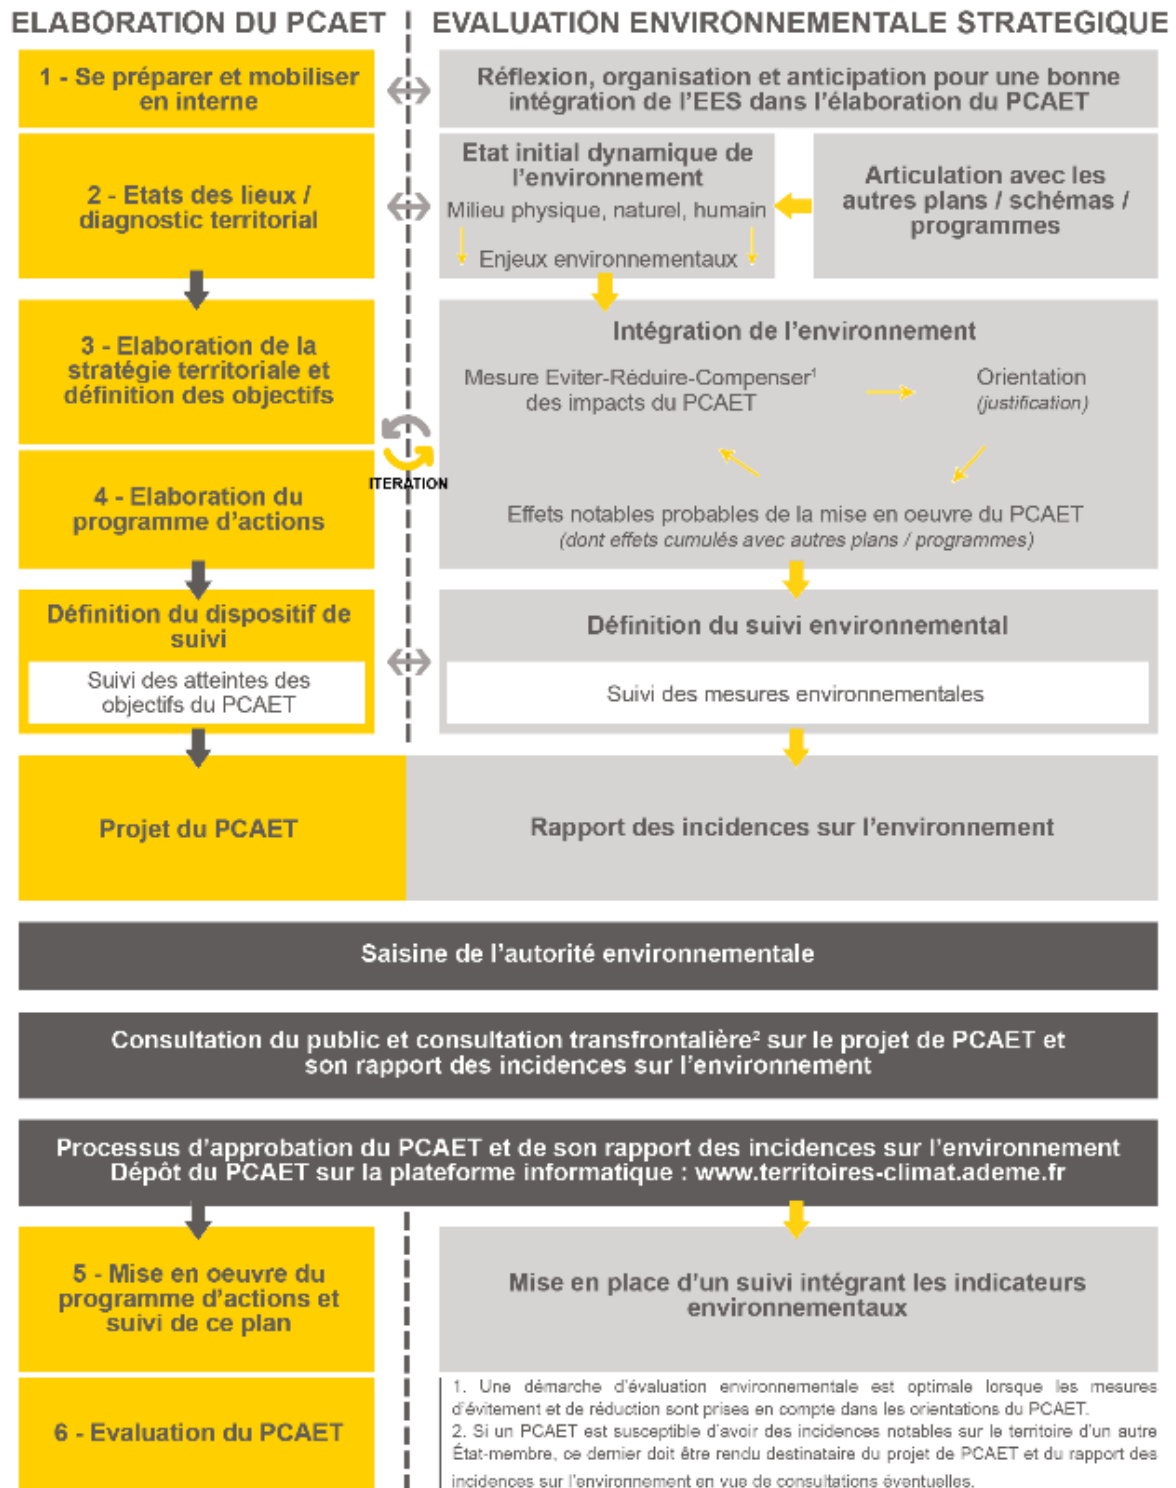 ELABORATION DU PCAET
EVALUATION ENVIRONNEMENTALE STRATEGIQUE
1 - Se préparer et mobiliser
en interne
Réflexion, organisation et anticipation pour une bonne
intégration de l'EES dans l'élaboration du PCAET
2 - Etats des lieux /
diagnostic territorial
Etat initial dynamique de
l'environnement
Milieu physique, naturel, humain
Enjeux environnementaux
Articulation avec les
autres plans / schémas /
programmes
3 - Elaboration de la
stratégie territoriale et
définition des objectifs
Intégration de l'environnement
Mesure Eviter-Réduire-Compenser¹
des impacts du PCAET
Orientation
(justification)
ITERATION
4 - Elaboration du
programme d'actions
Effets notables probables de la mise en oeuvre du PCAET
(dont effets cumulés avec autres plans / programmes)
Définition du dispositif de
suivi
Suivi des atteintes des
objectifs du PCAET
Définition du suivi environnemental
Suivi des mesures environnementales
Projet du PCAET
Rapport des incidences sur l'environnement
Saisine de l'autorité environnementale
Consultation du public et consultation transfrontalière² sur le projet de PCAET et
son rapport des incidences sur l'environnement
Processus d'approbation du PCAET et de son rapport des incidences sur l'environnement
Dépôt du PCAET sur la plateforme informatique : www.territoires-climat.ademe.fr
5 - Mise en oeuvre du
programme d'actions et
suivi de ce plan
Mise en place d'un suivi intégrant les indicateurs
environnementaux
6 - Evaluation du PCAET
1. Une démarche d'évaluation environnementale est optimale lorsque les mesures
d'évitement et de réduction sont prises en compte dans les orientations du PCAET.
2. Si un PCAET est susceptible d'avoir des incidences notables sur le territoire d'un autre
État-membre, ce dernier doit être rendu destinataire du projet de PCAET et du rapport des
incidences sur l'environnement en vue de consultations éventuelles.